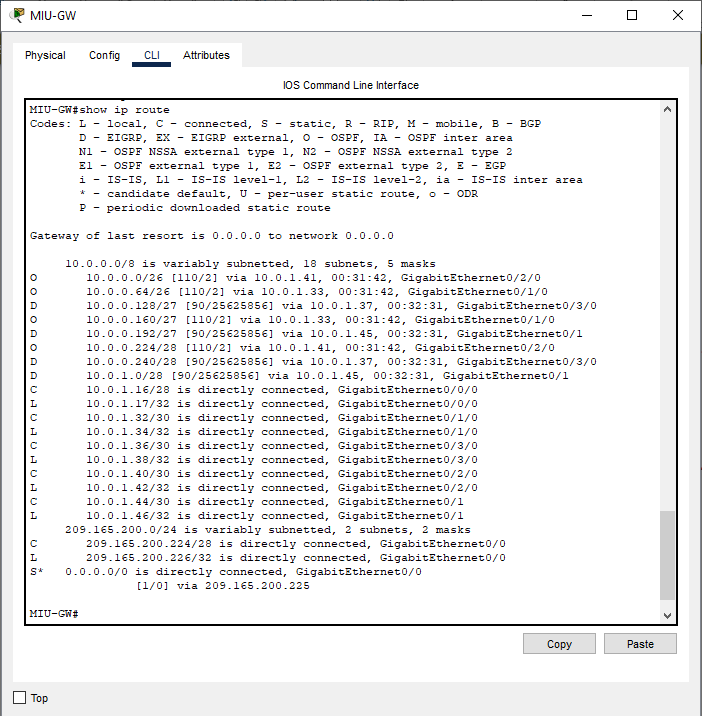 MIU-GW
Physical Config CLI Attributes
IOS Command Line Interface
MIU-GW#show ip route
Codes: L - local, C - connected, S - static, R - RIP, M - mobile, B - BGP
D - EIGRP, EX - EIGRP external, O - OSPF, IA - OSPF inter area
N1 - OSPF NSSA external type 1, N2 - OSPF NSSA external type 2
E1 - OSPF external type 1, E2 - OSPF external type 2, E - EGP
i - IS-IS, L1 - IS-IS level-1, L2 - IS-IS level-2, ia - IS-IS inter area
* - candidate default, U - per-user static route, o - ODR
P - periodic downloaded static route
Gateway of last resort is 0.0.0.0 to network 0.0.0.0
10.0.0.0/8 is variably subnetted, 18 subnets, 5 masks
O 10.0.0.0/26 [110/2] via 10.0.1.41, 00:31:42, GigabitEthernet0/2/0
O 10.0.0.64/26 [110/2] via 10.0.1.33, 00:31:42, GigabitEthernet0/1/0
D 10.0.0.128/27 [90/25625856] via 10.0.1.37, 00:32:31, GigabitEthernet0/3/0
O 10.0.0.160/27 [110/2] via 10.0.1.33, 00:31:42, GigabitEthernet0/1/0
D 10.0.0.192/27 [90/25625856] via 10.0.1.45, 00:32:31, GigabitEthernet0/1
O 10.0.0.224/28 [110/2] via 10.0.1.41, 00:31:42, GigabitEthernet0/2/0
D 10.0.0.240/28 [90/25625856] via 10.0.1.37, 00:32:31, GigabitEthernet0/3/0
D 10.0.1.0/28 [90/25625856] via 10.0.1.45, 00:32:31, GigabitEthernet0/1
C 10.0.1.16/28 is directly connected, GigabitEthernet0/0/0
L 10.0.1.17/32 is directly connected, GigabitEthernet0/0/0
C 10.0.1.32/30 is directly connected, GigabitEthernet0/1/0
L 10.0.1.34/32 is directly connected, GigabitEthernet0/1/0
C 10.0.1.36/30 is directly connected, GigabitEthernet0/3/0
L 10.0.1.38/32 is directly connected, GigabitEthernet0/3/0
C 10.0.1.40/30 is directly connected, GigabitEthernet0/2/0
L 10.0.1.42/32 is directly connected, GigabitEthernet0/2/0
C 10.0.1.44/30 is directly connected, GigabitEthernet0/1
L 10.0.1.46/32 is directly connected, GigabitEthernet0/1
209.165.200.0/24 is variably subnetted, 2 subnets, 2 masks
C 209.165.200.224/28 is directly connected, GigabitEthernet0/0
L 209.165.200.226/32 is directly connected, GigabitEthernet0/0
S* 0.0.0.0/0 is directly connected, GigabitEthernet0/0
[1/0] via 209.165.200.225
MIU-GW#
Copy Paste
Top